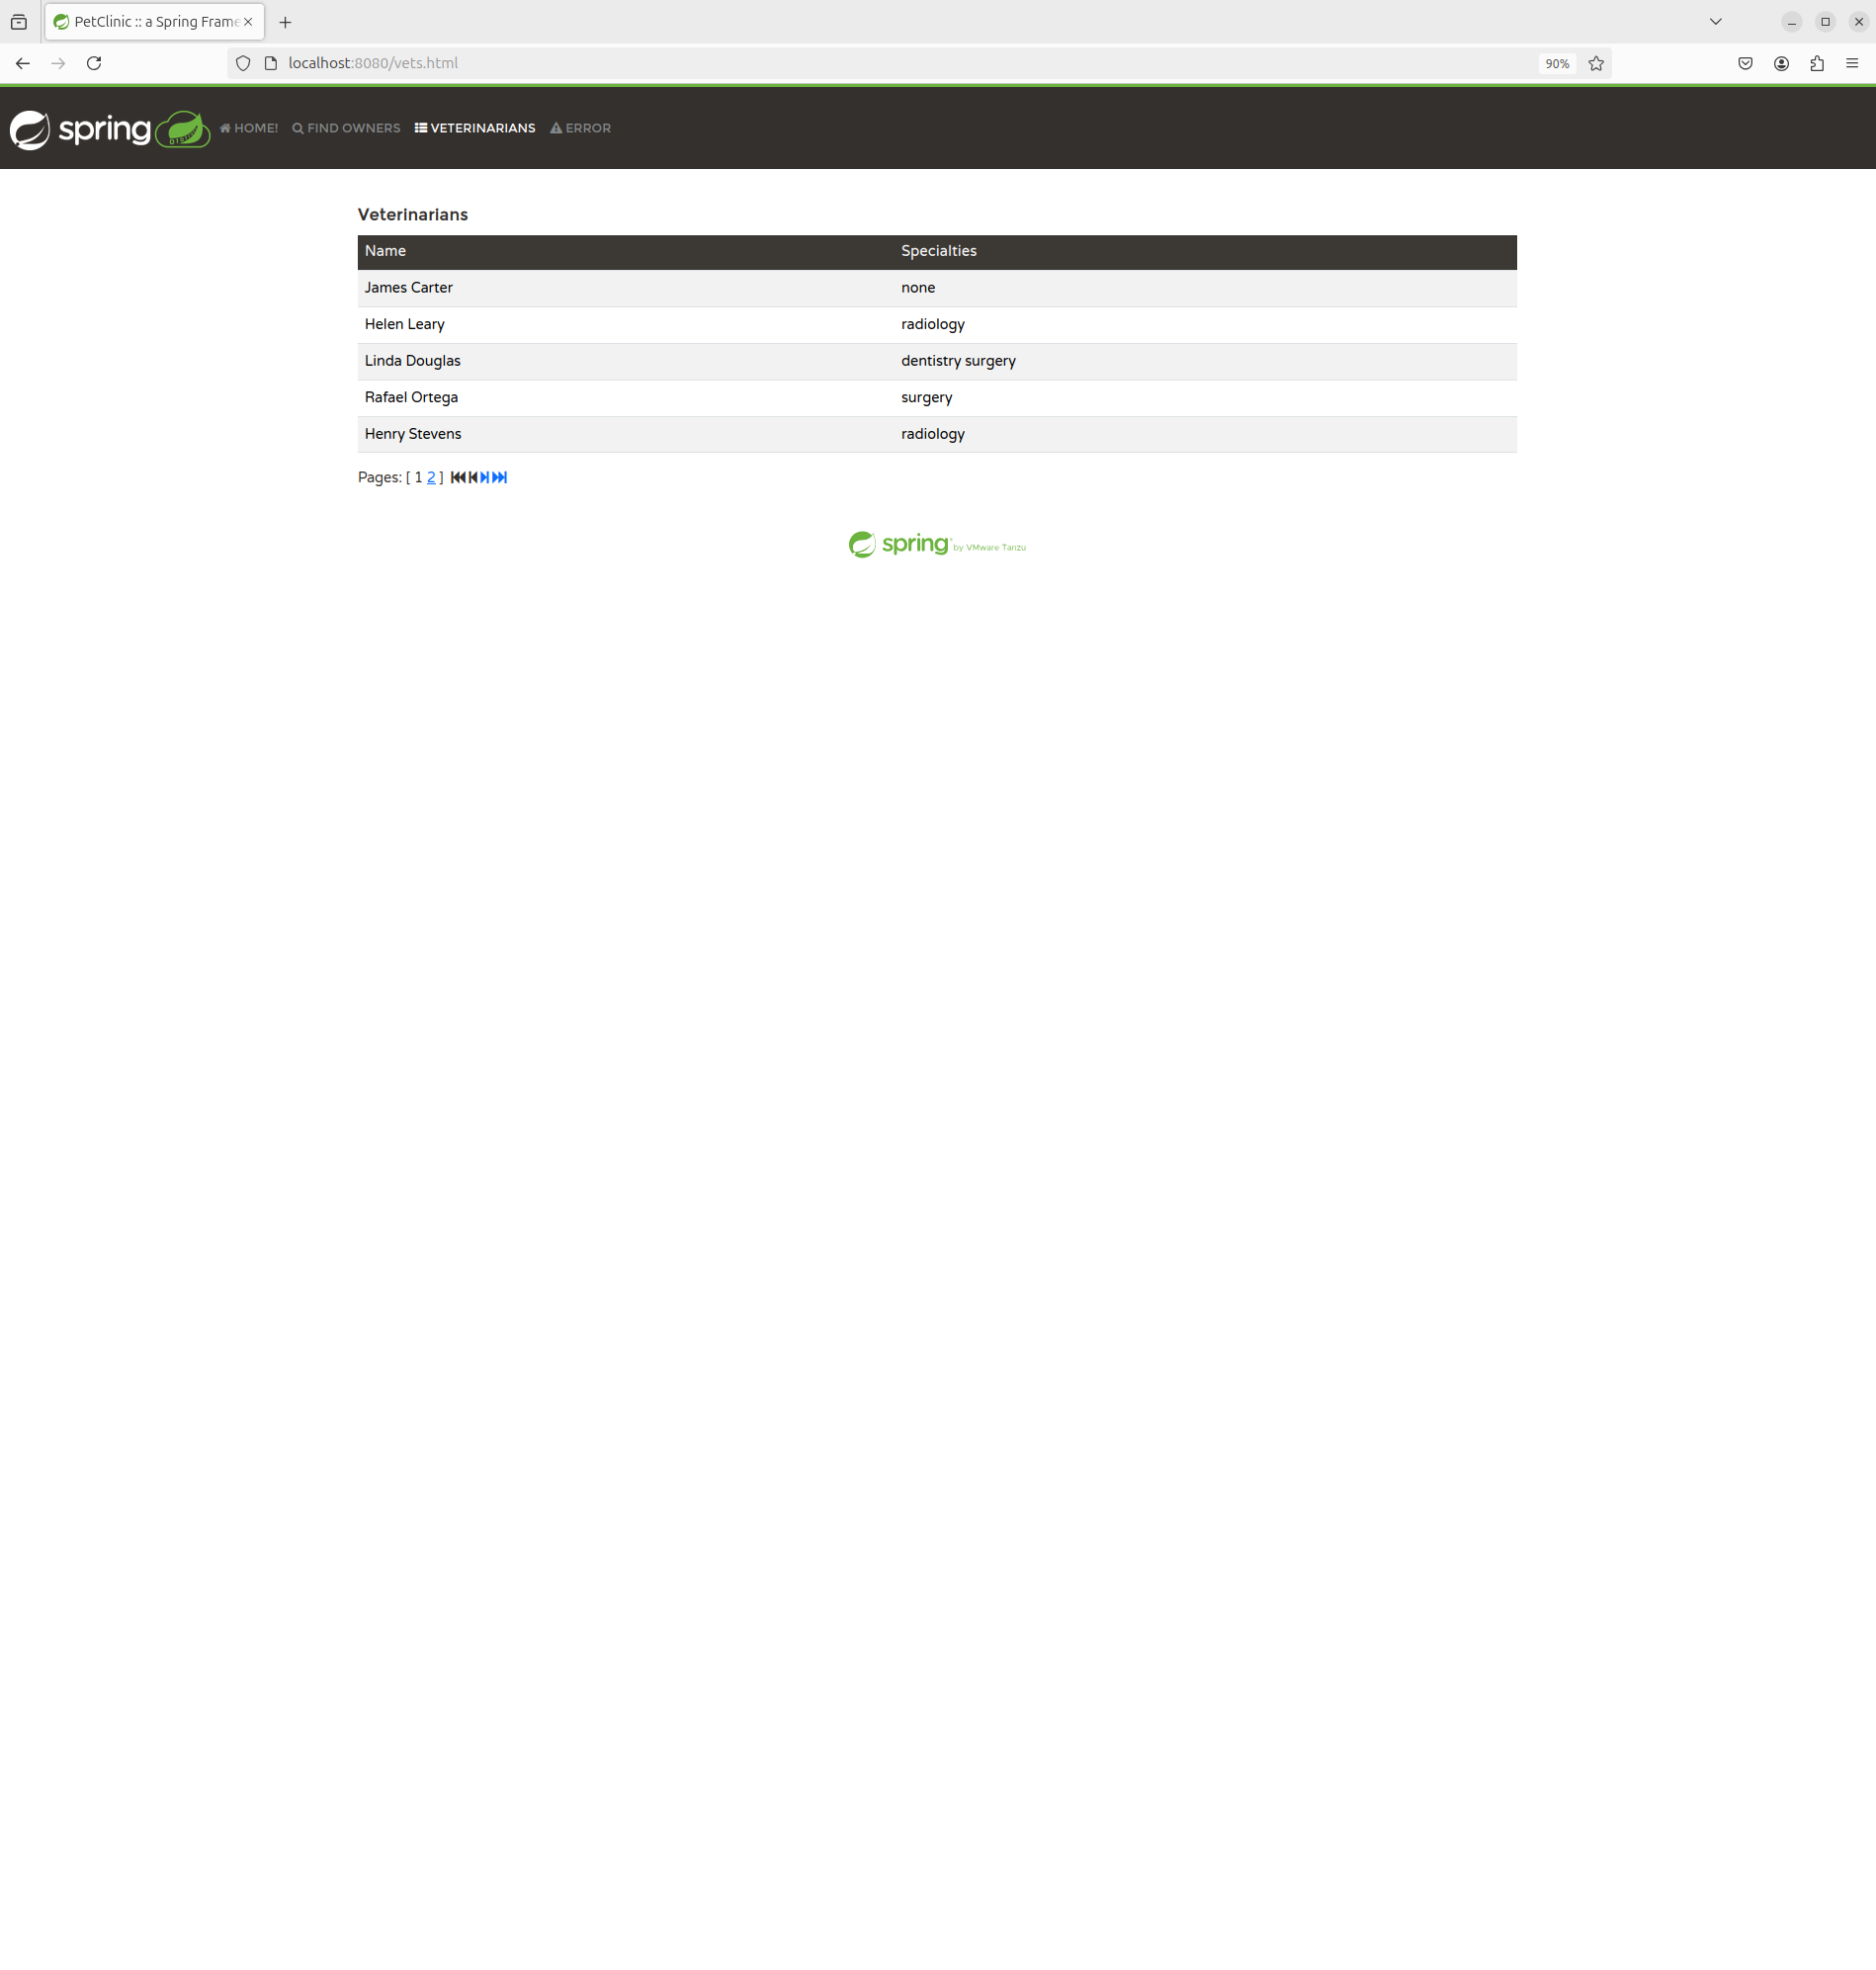 PetClinic :: a Spring Frame
localhost:8080/vets.html
90%
spring
HOME!
FIND OWNERS
VETERINARIANS
ERROR
Veterinarians
Name Specialties
James Carter none
Helen Leary radiology
Linda Douglas dentistry surgery
Rafael Ortega surgery
Henry Stevens radiology
Pages: [ 1 2 ]
spring by VMware Tanzu